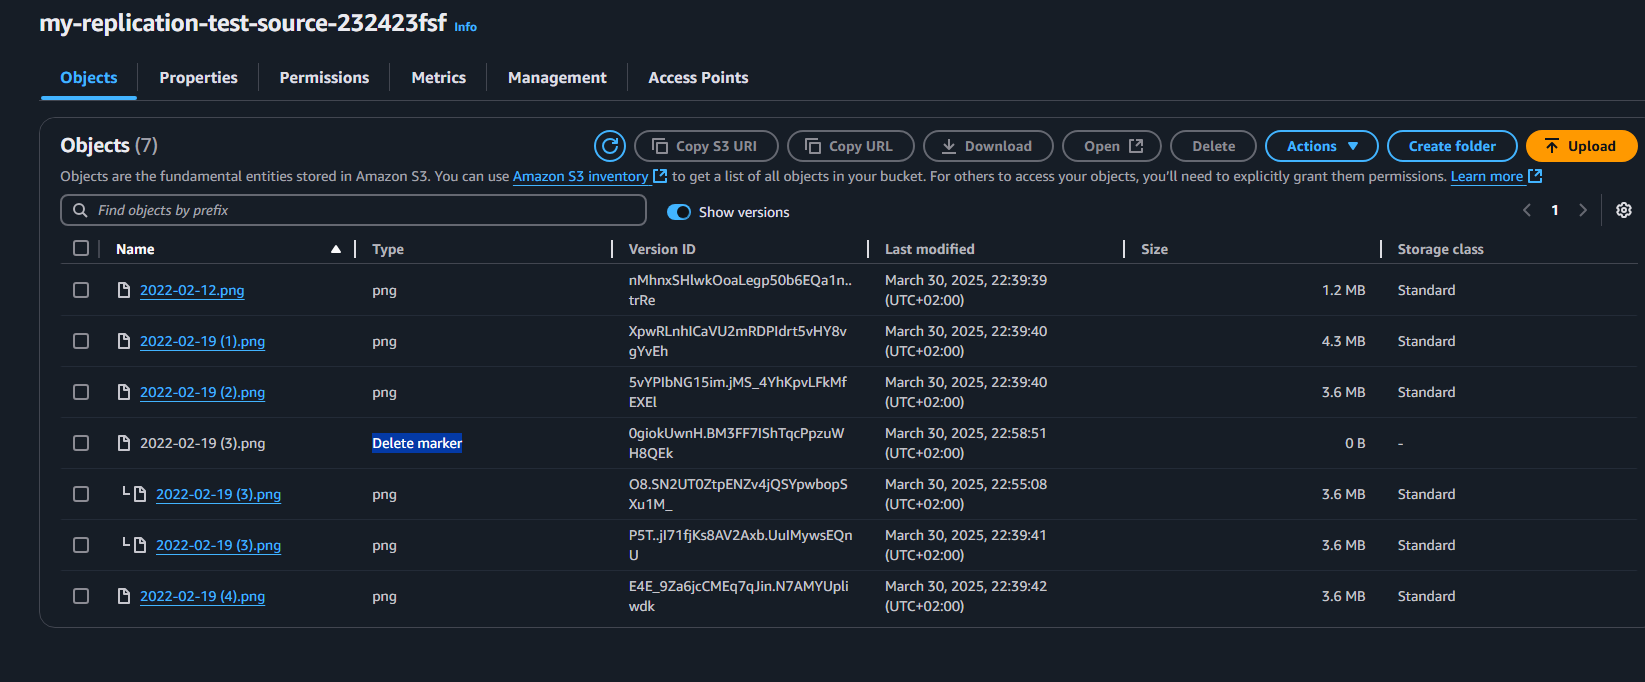 my-replication-test-source-232423fsf Info
Objects Properties Permissions Metrics Management Access Points
Objects (7) Copy S3 URI Copy URL Download Open Delete Actions Create folder Upload
Objects are the fundamental entities stored in Amazon S3. You can use Amazon S3 inventory to get a list of all objects in your bucket. For others to access your objects, you'll need to explicitly grant them permissions. Learn more
Find objects by prefix Show versions 1
Name Type Version ID Last modified Size Storage class
2022-02-12.png png nMhnxSHlwkOoaLegp50b6EQa1n.. March 30, 2025, 22:39:39 1.2 MB Standard
trRe (UTC+02:00)
2022-02-19 (1).png png XpwRLnhICaVU2mRDPIdrt5vHY8v March 30, 2025, 22:39:40 4.3 MB Standard
gYvEh (UTC+02:00)
2022-02-19 (2).png png 5vYPIbNG15im.jMS_4YhKpvLFkMf March 30, 2025, 22:39:40 3.6 MB Standard
EXEl (UTC+02:00)
2022-02-19 (3).png Delete marker 0giokUwnH.BM3FF7IShTqcPpzuW March 30, 2025, 22:58:51 0 B -
H8QEk (UTC+02:00)
2022-02-19 (3).png png O8.SN2UT0ZtpENZv4jQSYpwbopS March 30, 2025, 22:55:08 3.6 MB Standard
Xu1M_ (UTC+02:00)
2022-02-19 (3).png png P5T..jI71fjKs8AV2Axb.UuIMywsEQn March 30, 2025, 22:39:41 3.6 MB Standard
U (UTC+02:00)
2022-02-19 (4).png png E4E_9Za6jcCMEq7qJin.N7AMYUpli March 30, 2025, 22:39:42 3.6 MB Standard
wdk (UTC+02:00)